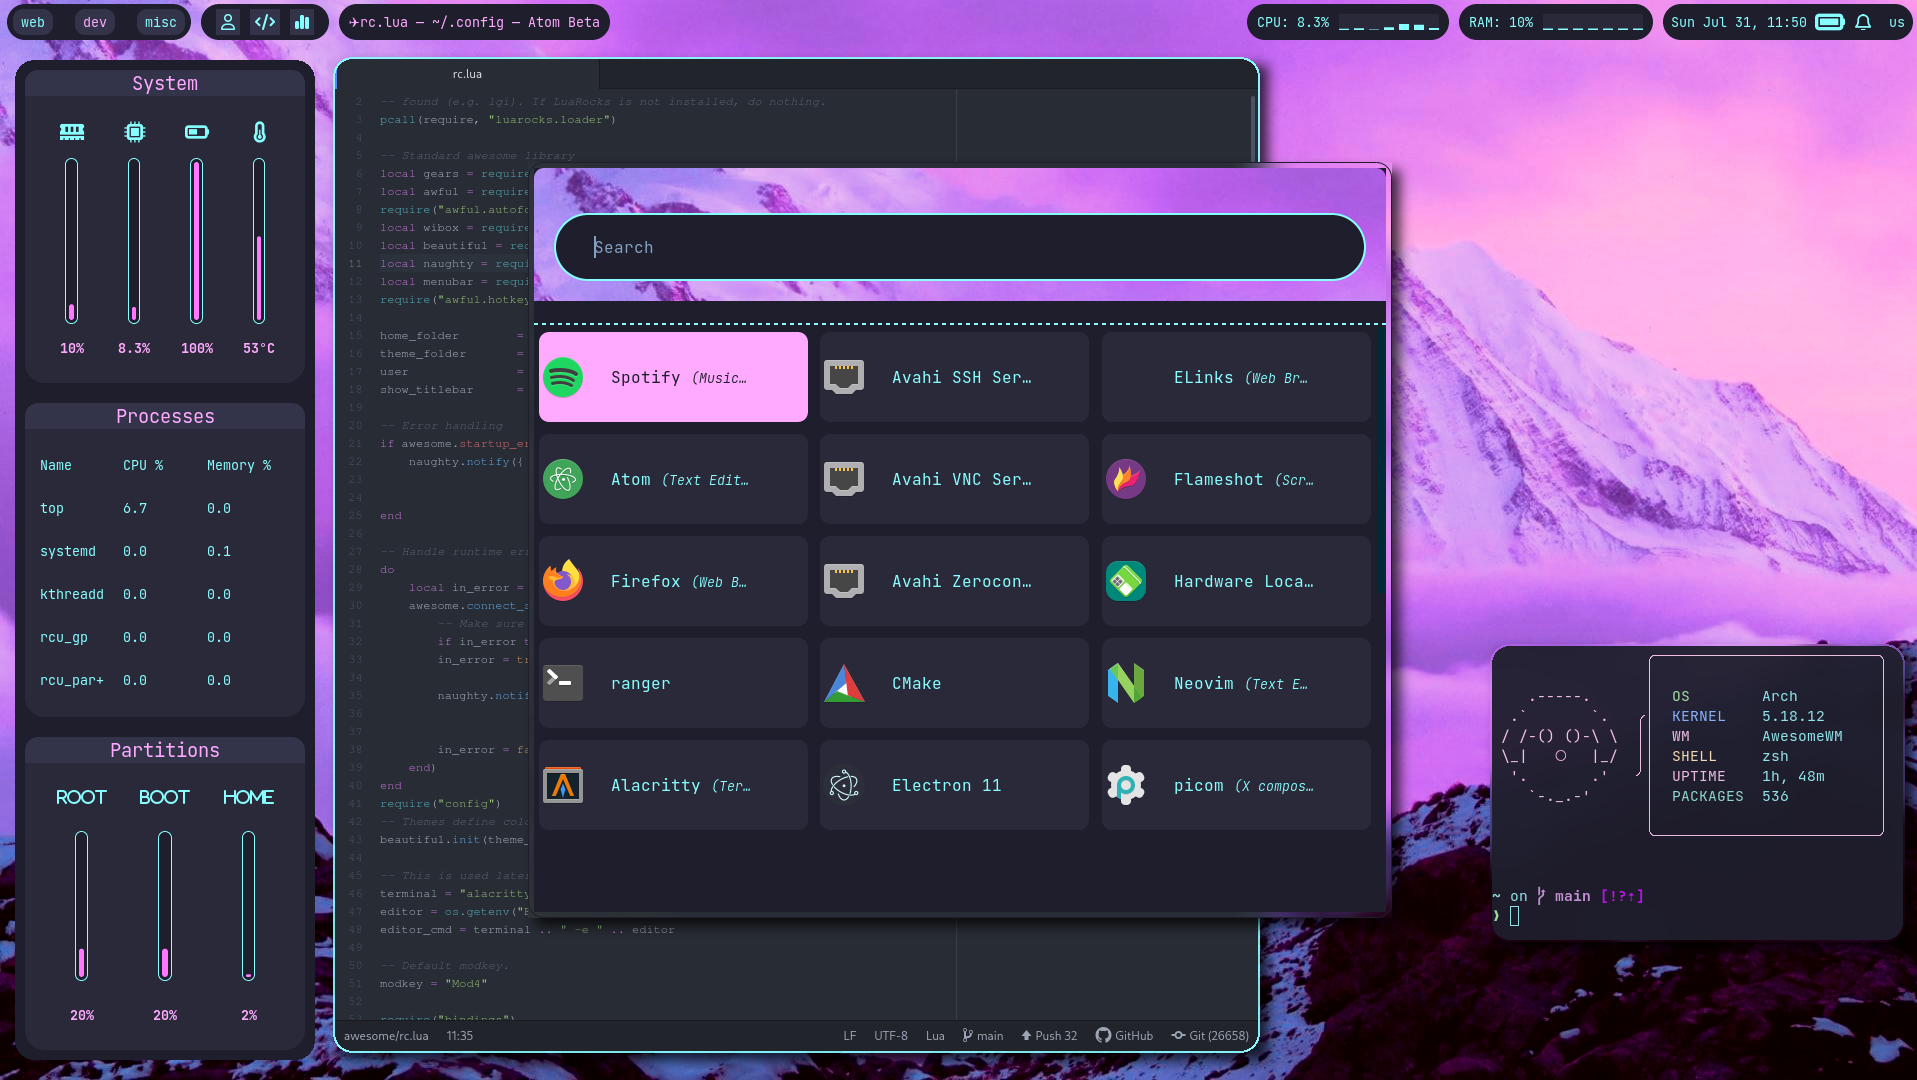 web dev misc
rc.lua — ~/.config — Atom Beta
CPU: 8.3%
RAM: 10%
Sun Jul 31, 11:50
us
System
10% 8.3% 100% 53°C
Processes
Name CPU % Memory %
top 6.7 0.0
systemd 0.0 0.1
kthreadd 0.0 0.0
rcu_gp 0.0 0.0
rcu_par+ 0.0 0.0
Partitions
ROOT BOOT HOME
20% 20% 2%
rc.lua
2 -- found (e.g. lgi). If LuaRocks is not installed, do nothing.
3 pcall(require, "luarocks.loader")
4
5 -- Standard awesome library
6 local gears = require
7 local awful = require
8 require("awful.autofo
9 local wibox = require
10 local beautiful = req
11 local naughty = requi
12 local menubar = requi
13 require("awful.hotkey
14
15 home_folder =
16 theme_folder =
17 user =
18 show_titlebar =
19
20 -- Error handling
21 if awesome.startup_er
22 naughty.notify({
23
24
25 end
26
27 -- Handle runtime err
28 do
29 local in_error =
30 awesome.connect_s
31 -- Make sure
32 if in_error t
33 in_error = tr
34
35 naughty.notif
36
37
38 in_error = fa
39 end)
40 end
41 require("config")
42 -- Themes define colo
43 beautiful.init(theme_
44
45 -- This is used later
46 terminal = "alacritty
47 editor = os.getenv("E
48 editor_cmd = terminal .. " -e " .. editor
49
50 -- Default modkey.
51 modkey = "Mod4"
52
53 require("bindings")
awesome/rc.lua 11:35 LF UTF-8 Lua main Push 32 GitHub Git (26658)
Search
Spotify (Music…
Avahi SSH Ser…
ELinks (Web Br…
Atom (Text Edit…
Avahi VNC Ser…
Flameshot (Scr…
Firefox (Web B…
Avahi Zerocon…
Hardware Loca…
ranger
CMake
Neovim (Text E…
Alacritty (Ter…
Electron 11
picom (X compos…
OS Arch
KERNEL 5.18.12
WM AwesomeWM
SHELL zsh
UPTIME 1h, 48m
PACKAGES 536
~ on main [!?⇡]